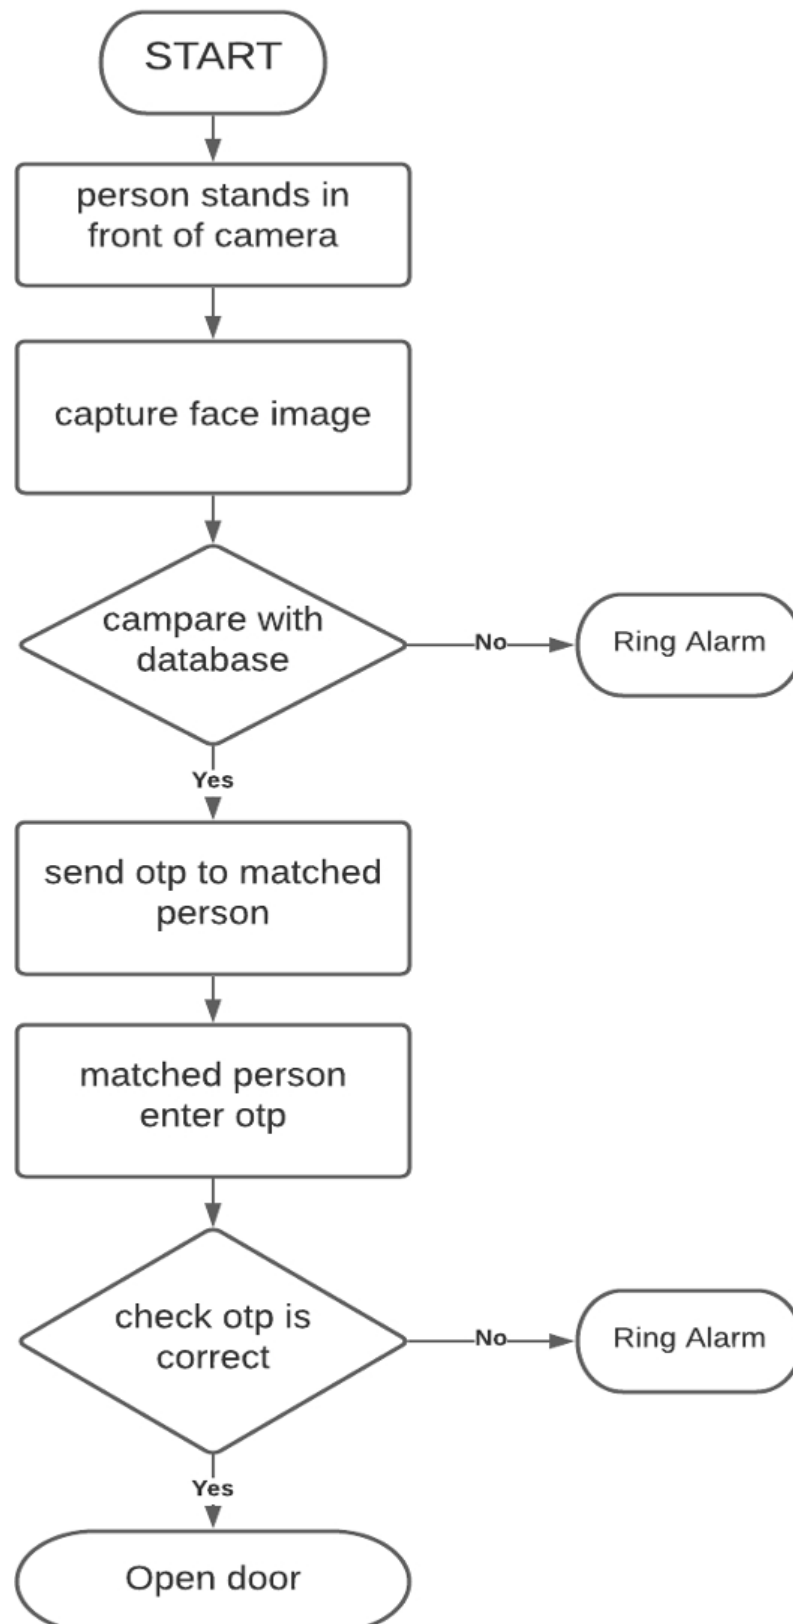 START
person stands in
front of camera
capture face image
campare with
database
No
Ring Alarm
Yes
send otp to matched
person
matched person
enter otp
check otp is
correct
No
Ring Alarm
Yes
Open door